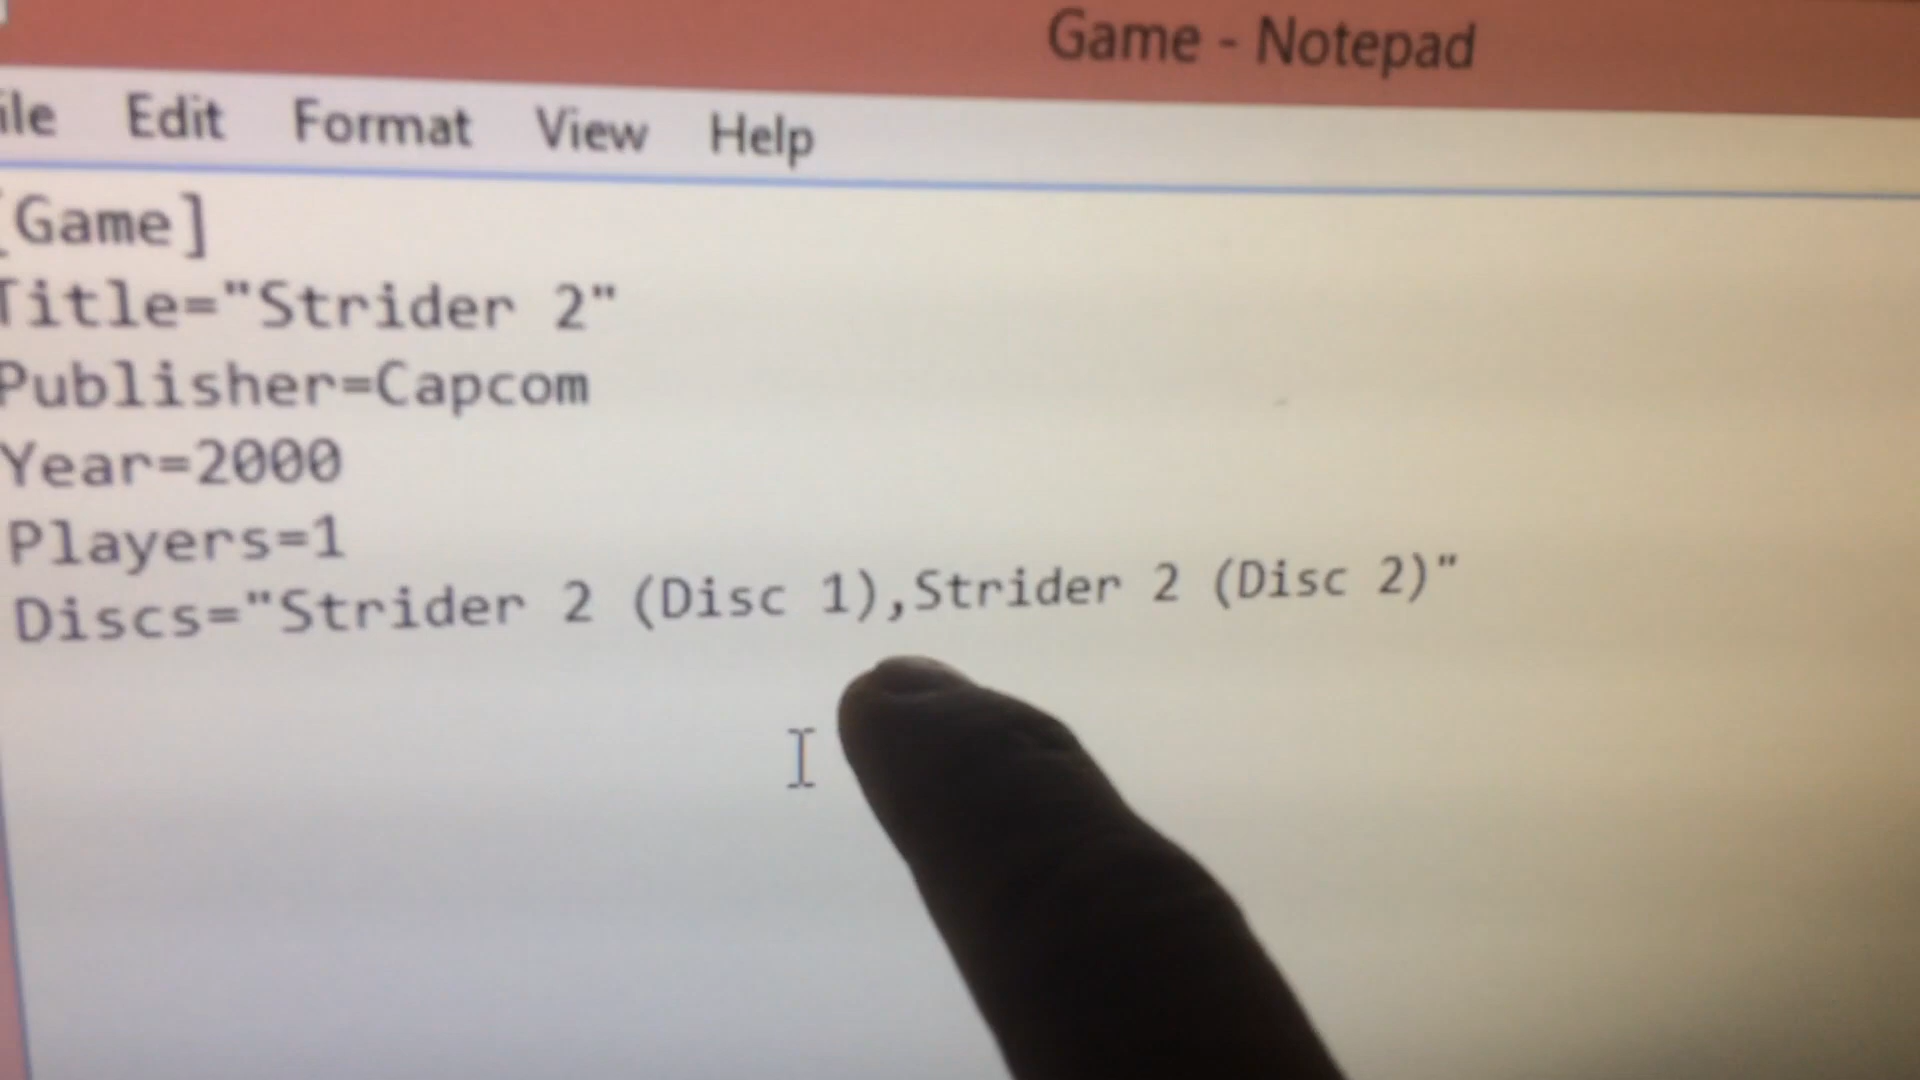 Game - Notepad
ile Edit Format View Help
[Game]
Title="Strider 2"
Publisher=Capcom
Year=2000
Players=1
Discs="Strider 2 (Disc 1),Strider 2 (Disc 2)"